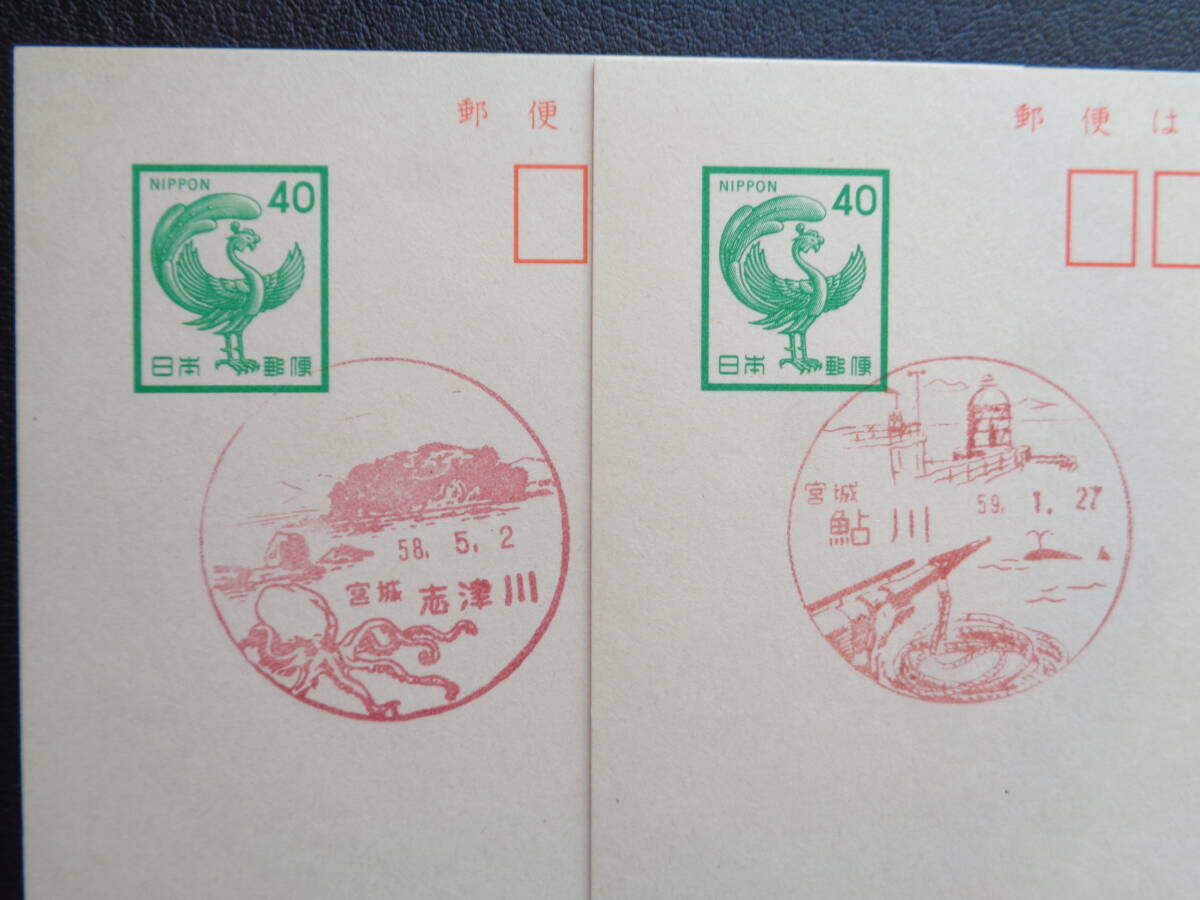 郵便
NIPPON 40
日本郵便
58. 5. 2
宮城 志津川
郵便は
NIPPON 40
日本郵便
宮城
鮎川
59. 1. 27